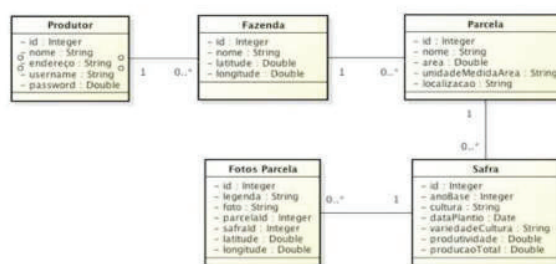 Produtor
- id : Integer
- nome : String
- endereço : String
- username : String
- password : Double
1
0..*
Fazenda
- id : Integer
- nome : String
- latitude : Double
- longitude : Double
1
0..*
Parcela
- id : Integer
- nome : String
- area : Double
- unidadeMedidaArea : String
- localizacao : String
1
0..*
Fotos Parcela
- id : Integer
- legenda : String
- foto : String
- parcelaId : Integer
- safraId : Integer
- latitude : Double
- longitude : Double
0..*
1
Safra
- id : Integer
- anoBase : Integer
- cultura : String
- dataPlantio : Date
- variedadeCultura : String
- produtividade : Double
- producaoTotal : Double